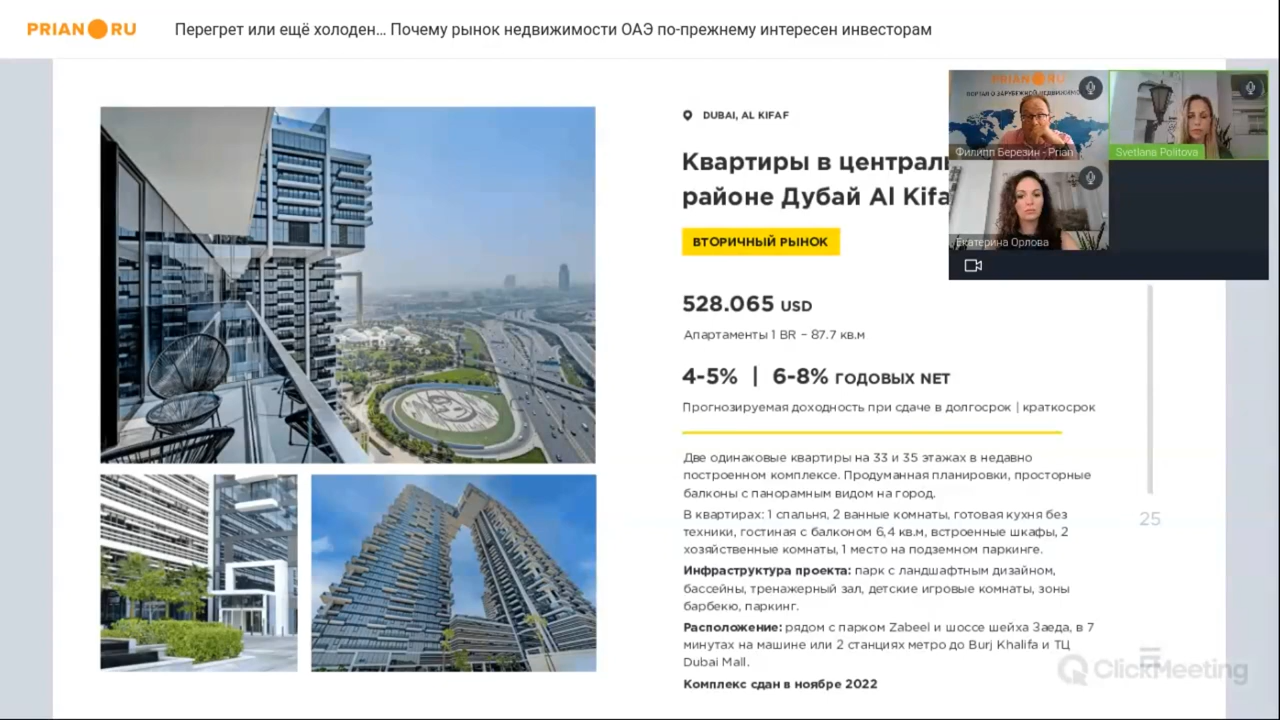 PRIAN RU
Перегрет или ещё холоден... Почему рынок недвижимости ОАЭ по-прежнему интересен инвесторам
PRIAN RU
ПОРТАЛ О ЗАРУБЕЖНОЙ НЕДВИЖИМОСТИ
Филипп Березин - Prian
Svetlana Politova
Екатерина Орлова
DUBAI, AL KIFAF
Квартиры в централь
районе Дубай Al Kifa
ВТОРИЧНЫЙ РЫНОК
528.065 USD
Апартаменты 1 BR – 87.7 кв.м
4-5% | 6-8% ГОДОВЫХ NET
Прогнозируемая доходность при сдаче в долгосрок | краткосрок
Две одинаковые квартиры на 33 и 35 этажах в недавно
построенном комплексе. Продуманная планировки, просторные
балконы с панорамным видом на город.
В квартирах: 1 спальня, 2 ванные комнаты, готовая кухня без
техники, гостиная с балконом 6,4 кв.м, встроенные шкафы, 2
хозяйственные комнаты, 1 место на подземном паркинге.
Инфраструктура проекта: парк с ландшафтным дизайном,
бассейны, тренажерный зал, детские игровые комнаты, зоны
барбекю, паркинг.
Расположение: рядом с парком Zabeel и шоссе шейха Заеда, в 7
минутах на машине или 2 станциях метро до Burj Khalifa и ТЦ
Dubai Mall.
Комплекс сдан в ноябре 2022
25
ClickMeeting